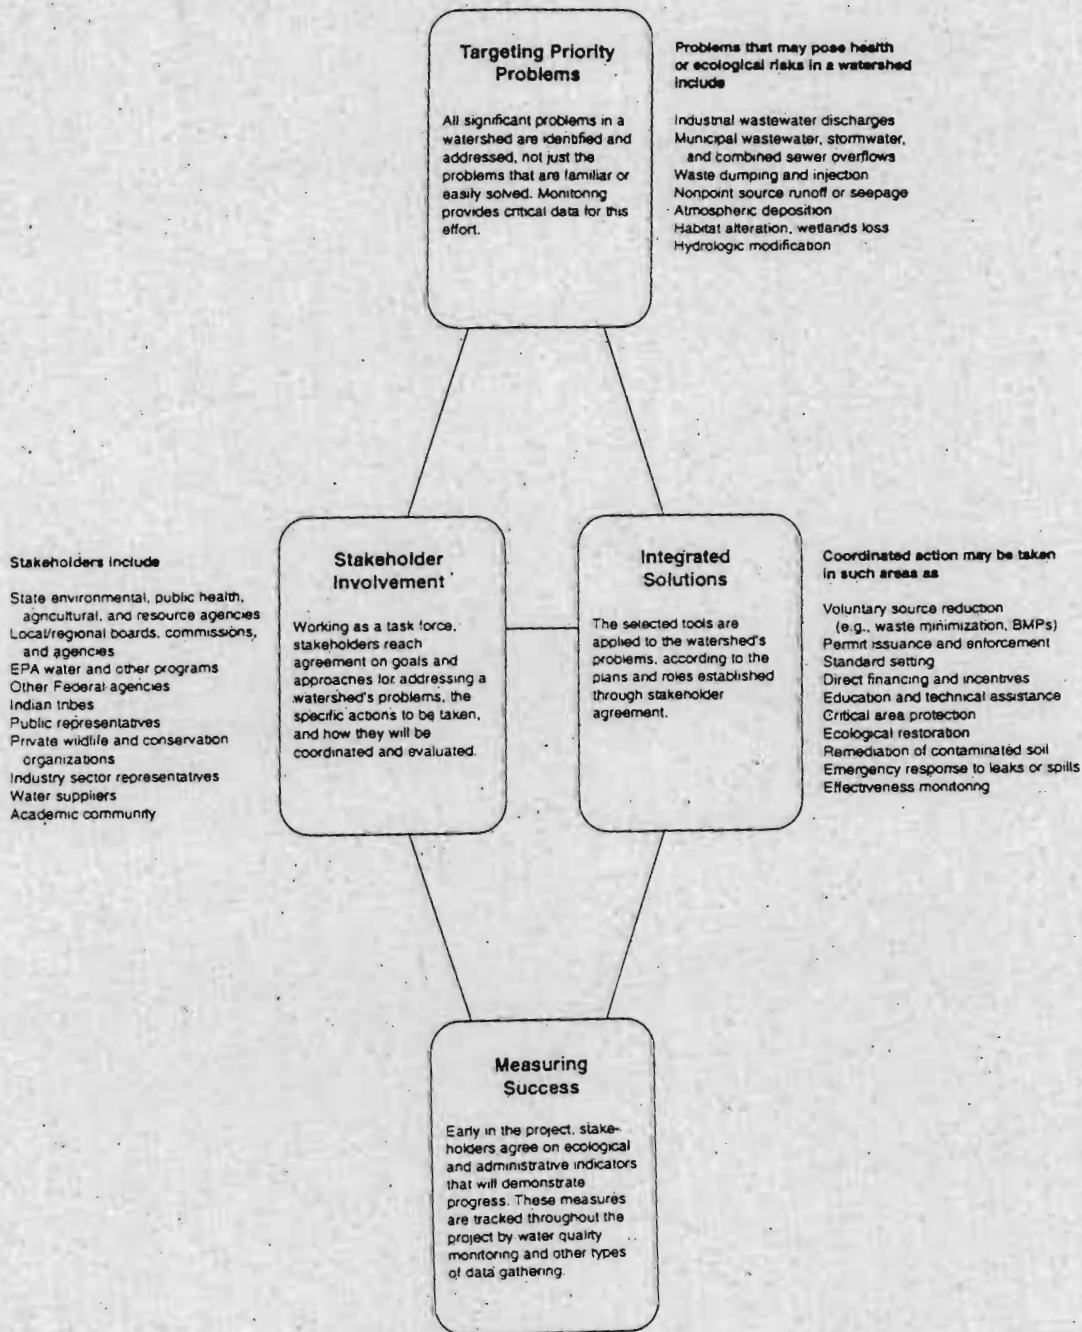 Targeting Priority
Problems
All significant problems in a
watershed are identified and
addressed, not just the
problems that are familiar or
easily solved. Monitoring
provides critical data for this
effort.
Problems that may pose health
or ecological risks in a watershed
include
Industrial wastewater discharges
Municipal wastewater, stormwater,
and combined sewer overflows
Waste dumping and injection
Nonpoint source runoff or seepage
Atmospheric deposition
Habitat alteration, wetlands loss
Hydrologic modification
Stakeholders include
State environmental, public health,
agricultural, and resource agencies
Local/regional boards, commissions,
and agencies
EPA water and other programs
Other Federal agencies
Indian tribes
Public representatives
Private wildlife and conservation
organizations
Industry sector representatives
Water suppliers
Academic community
Stakeholder
Involvement
Working as a task force,
stakeholders reach
agreement on goals and
approaches for addressing a
watershed's problems, the
specific actions to be taken,
and how they will be
coordinated and evaluated.
Integrated
Solutions
The selected tools are
applied to the watershed's
problems, according to the
plans and roles established
through stakeholder
agreement.
Coordinated action may be taken
in such areas as
Voluntary source reduction
(e.g., waste minimization, BMPs)
Permit issuance and enforcement
Standard setting
Direct financing and incentives
Education and technical assistance
Critical area protection
Ecological restoration
Remediation of contaminated soil
Emergency response to leaks or spills
Effectiveness monitoring
Measuring
Success
Early in the project, stake-
holders agree on ecological
and administrative indicators
that will demonstrate
progress. These measures
are tracked throughout the
project by water quality
monitoring and other types
of data gathering.